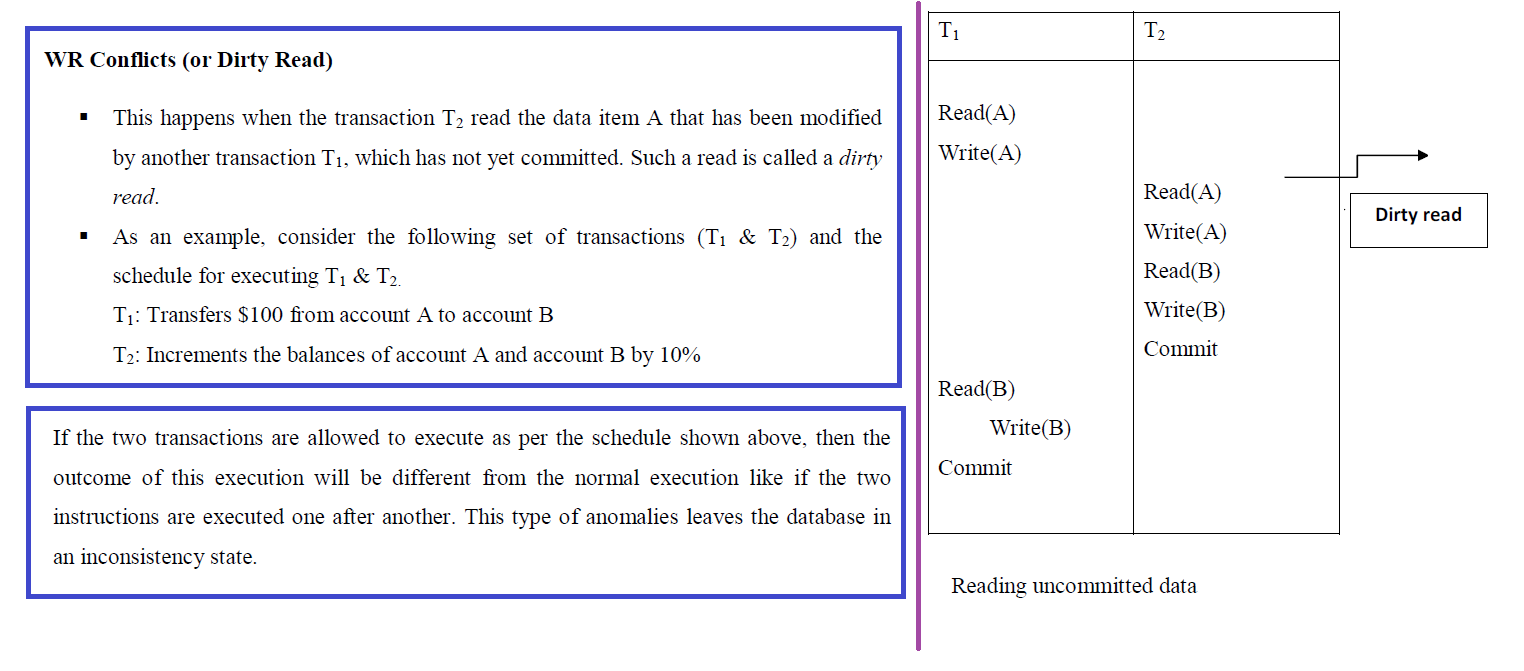 WR Conflicts (or Dirty Read)
▪ This happens when the transaction T₂ read the data item A that has been modified
by another transaction T₁, which has not yet committed. Such a read is called a dirty
read.
▪ As an example, consider the following set of transactions (T₁ & T₂) and the
schedule for executing T₁ & T₂.
T₁: Transfers $100 from account A to account B
T₂: Increments the balances of account A and account B by 10%
If the two transactions are allowed to execute as per the schedule shown above, then the
outcome of this execution will be different from the normal execution like if the two
instructions are executed one after another. This type of anomalies leaves the database in
an inconsistency state.
T₁ T₂
Read(A)
Write(A)
Read(A)
Write(A)
Read(B)
Write(B)
Commit
Read(B)
Write(B)
Commit
Dirty read
Reading uncommitted data